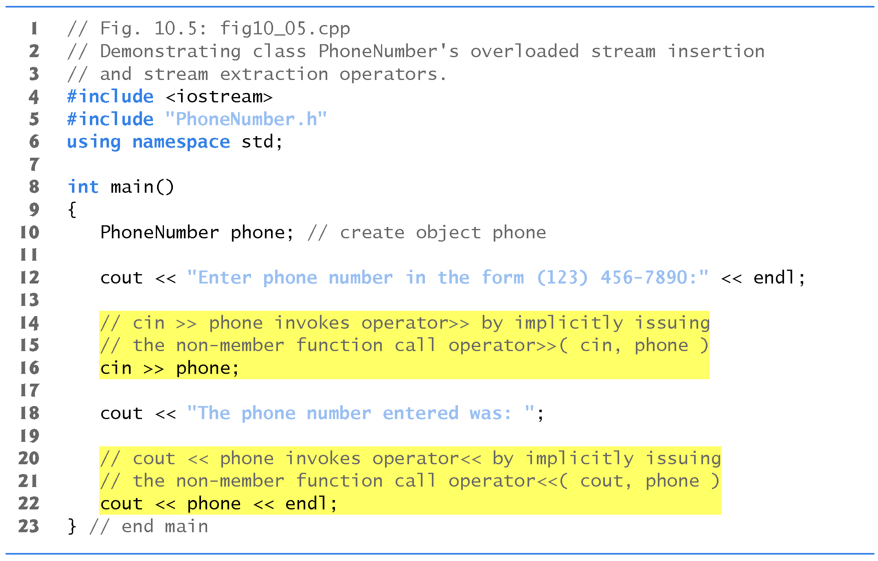 1 // Fig. 10.5: fig10_05.cpp
2 // Demonstrating class PhoneNumber's overloaded stream insertion
3 // and stream extraction operators.
4 #include <iostream>
5 #include "PhoneNumber.h"
6 using namespace std;
7
8 int main()
9 {
10 PhoneNumber phone; // create object phone
11
12 cout << "Enter phone number in the form (123) 456-7890:" << endl;
13
14 // cin >> phone invokes operator>> by implicitly issuing
15 // the non-member function call operator>>( cin, phone )
16 cin >> phone;
17
18 cout << "The phone number entered was: ";
19
20 // cout << phone invokes operator<< by implicitly issuing
21 // the non-member function call operator<<( cout, phone )
22 cout << phone << endl;
23 } // end main